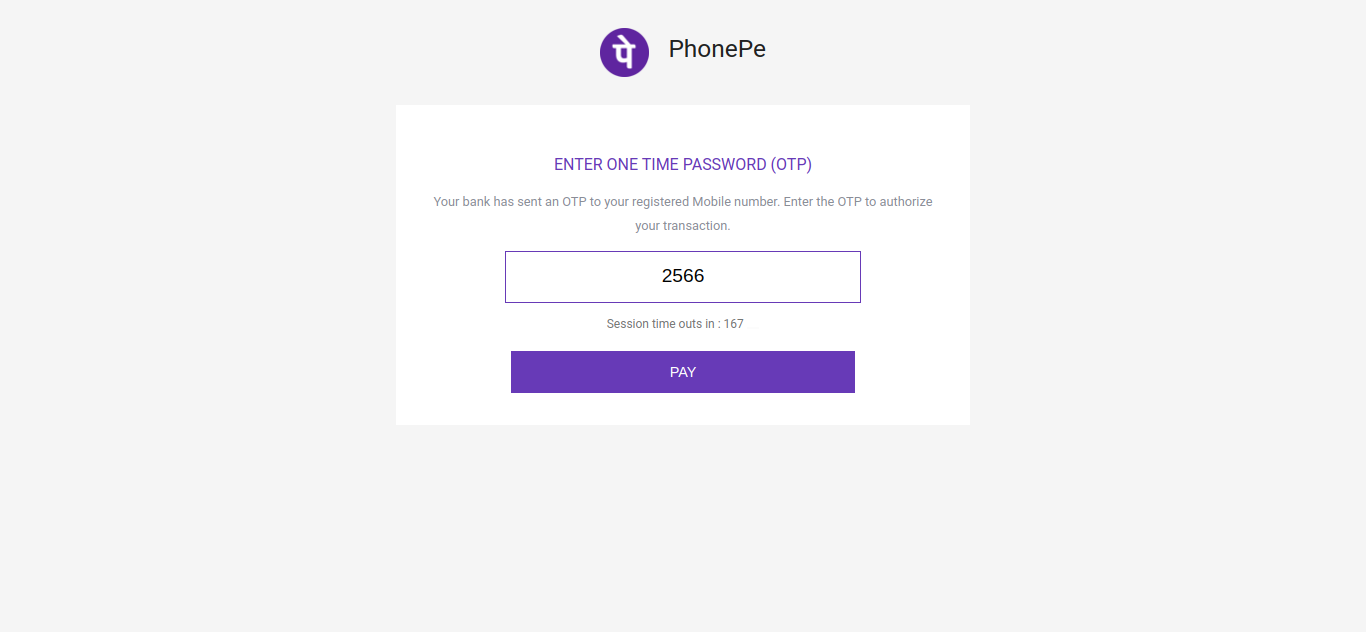 पे PhonePe
ENTER ONE TIME PASSWORD (OTP)
Your bank has sent an OTP to your registered Mobile number. Enter the OTP to authorize
your transaction.
2566
Session time outs in : 167
PAY